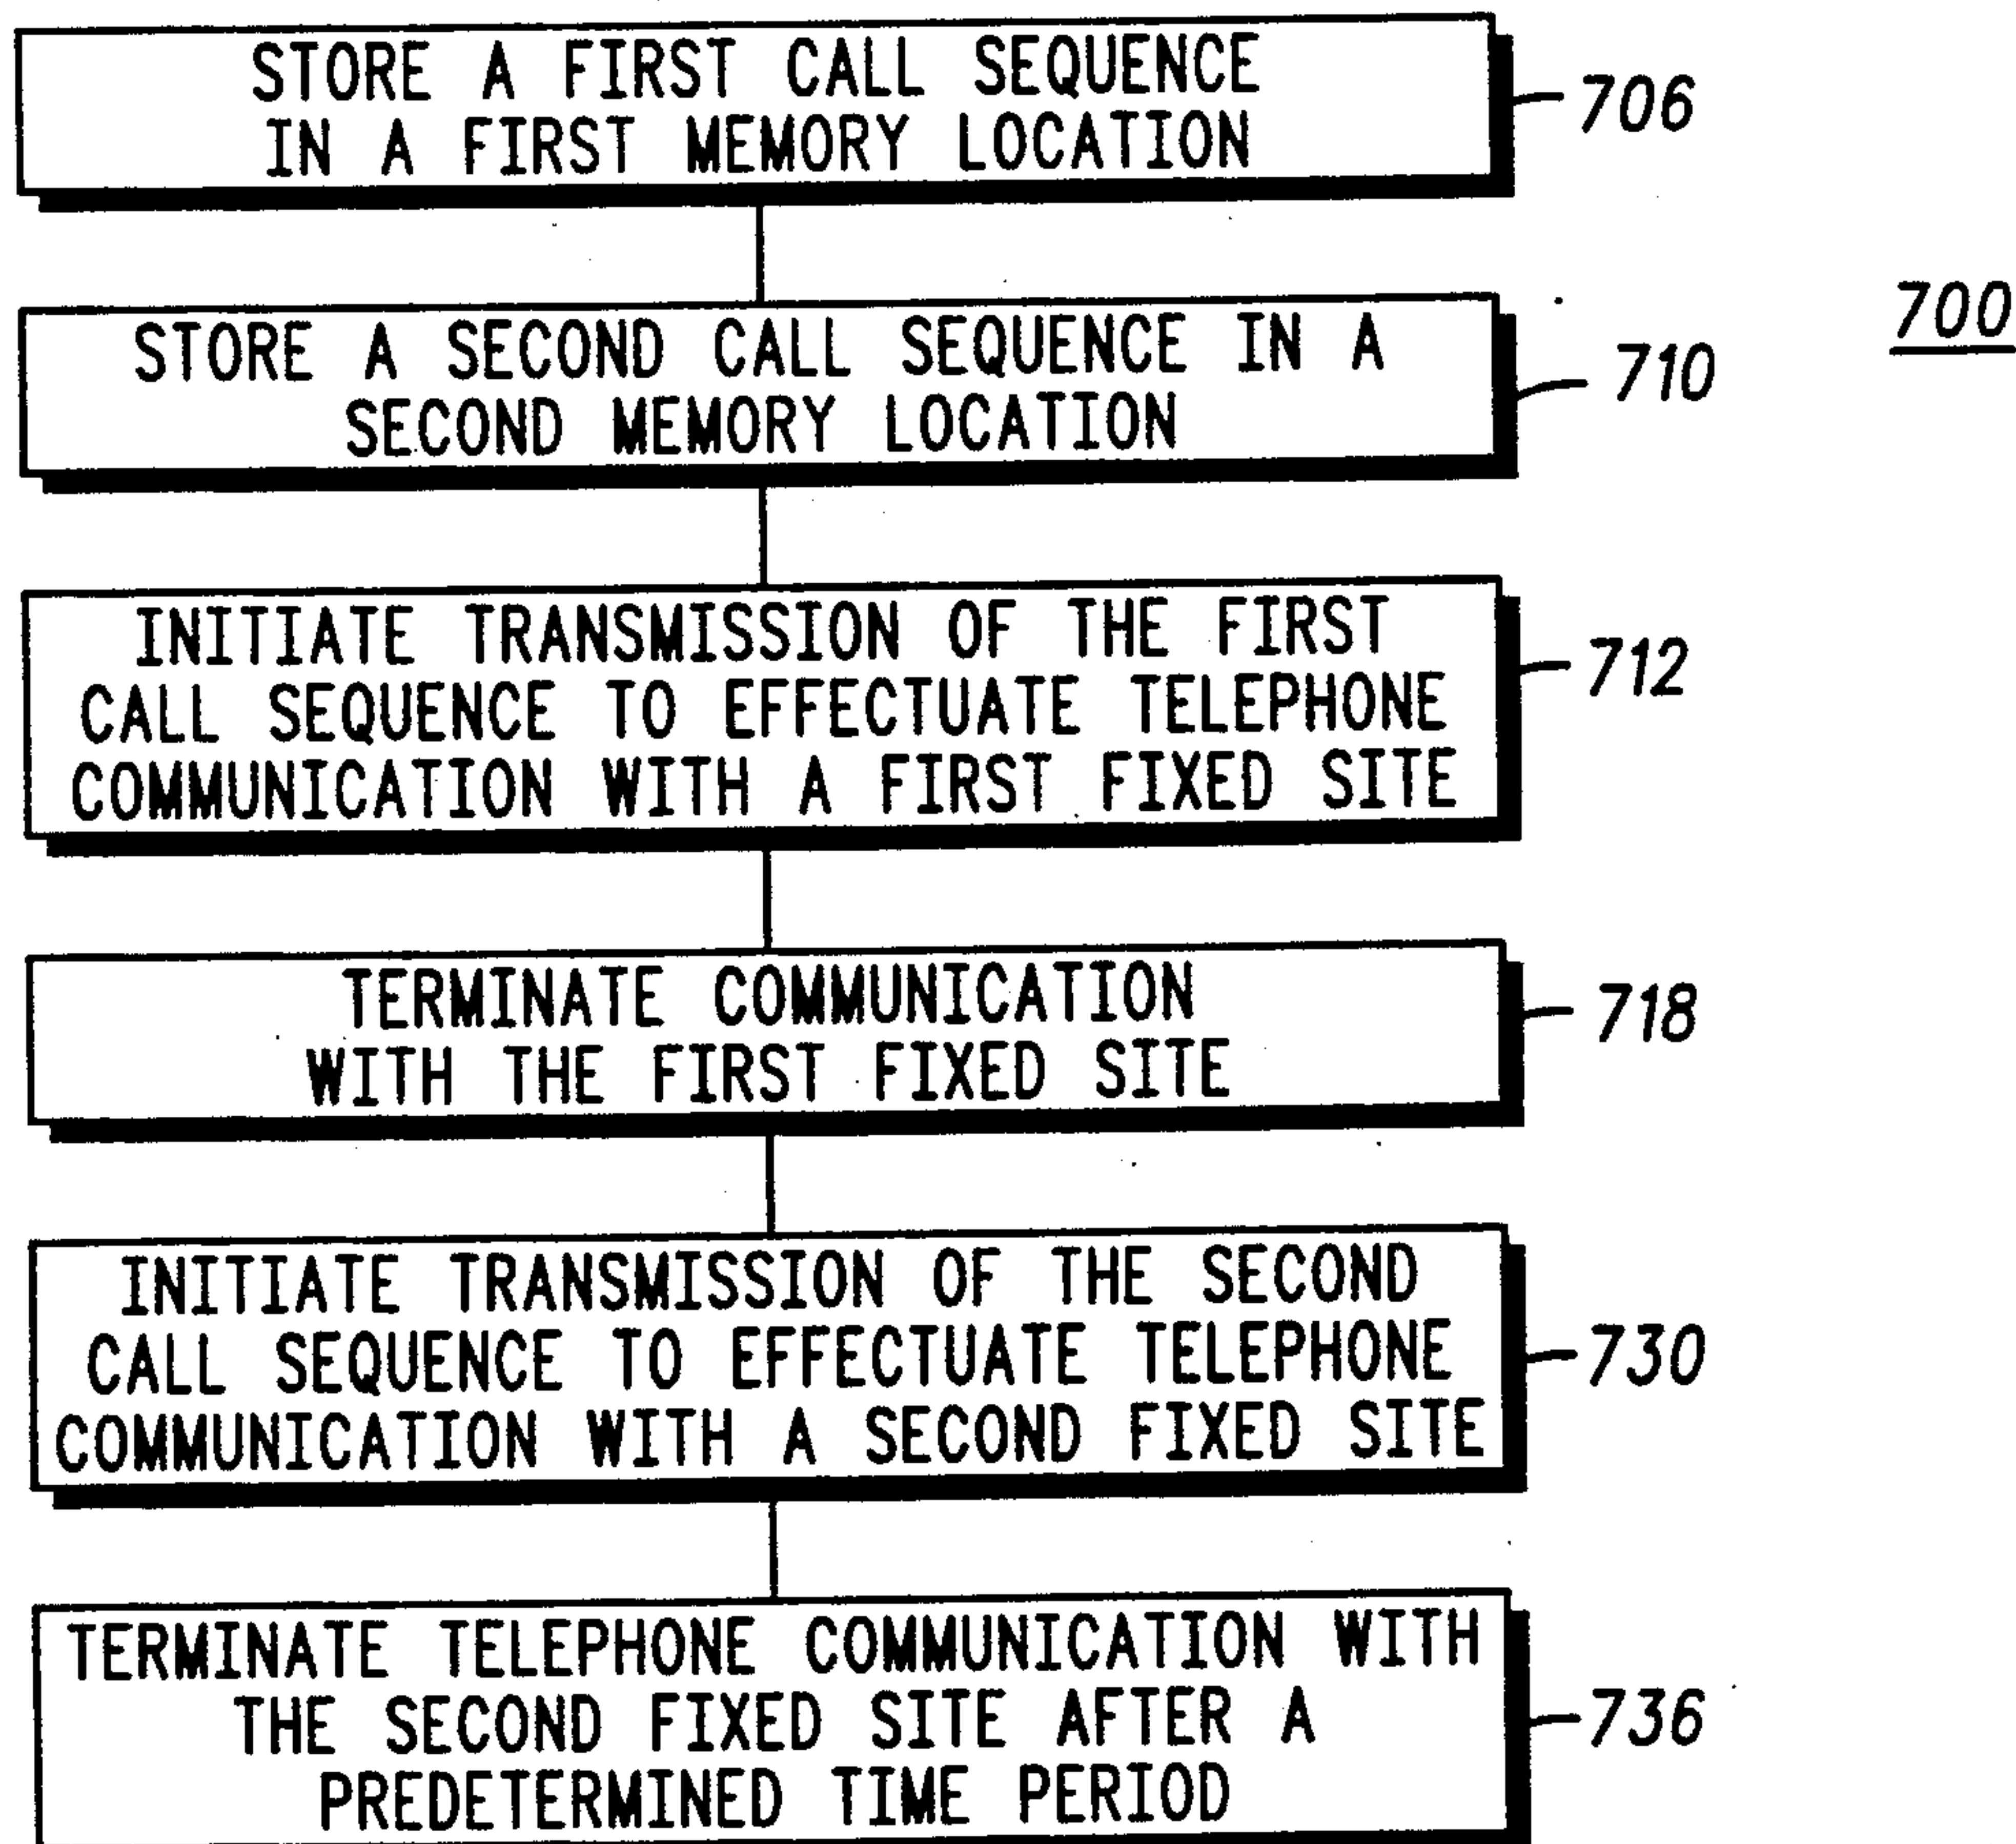 STORE A FIRST CALL SEQUENCE
IN A FIRST MEMORY LOCATION
706
700
STORE A SECOND CALL SEQUENCE IN A
SECOND MEMORY LOCATION
710
INITIATE TRANSMISSION OF THE FIRST
CALL SEQUENCE TO EFFECTUATE TELEPHONE
COMMUNICATION WITH A FIRST FIXED SITE
712
TERMINATE COMMUNICATION
WITH THE FIRST FIXED SITE
718
INITIATE TRANSMISSION OF THE SECOND
CALL SEQUENCE TO EFFECTUATE TELEPHONE
COMMUNICATION WITH A SECOND FIXED SITE
730
TERMINATE TELEPHONE COMMUNICATION WITH
THE SECOND FIXED SITE AFTER A
PREDETERMINED TIME PERIOD
736